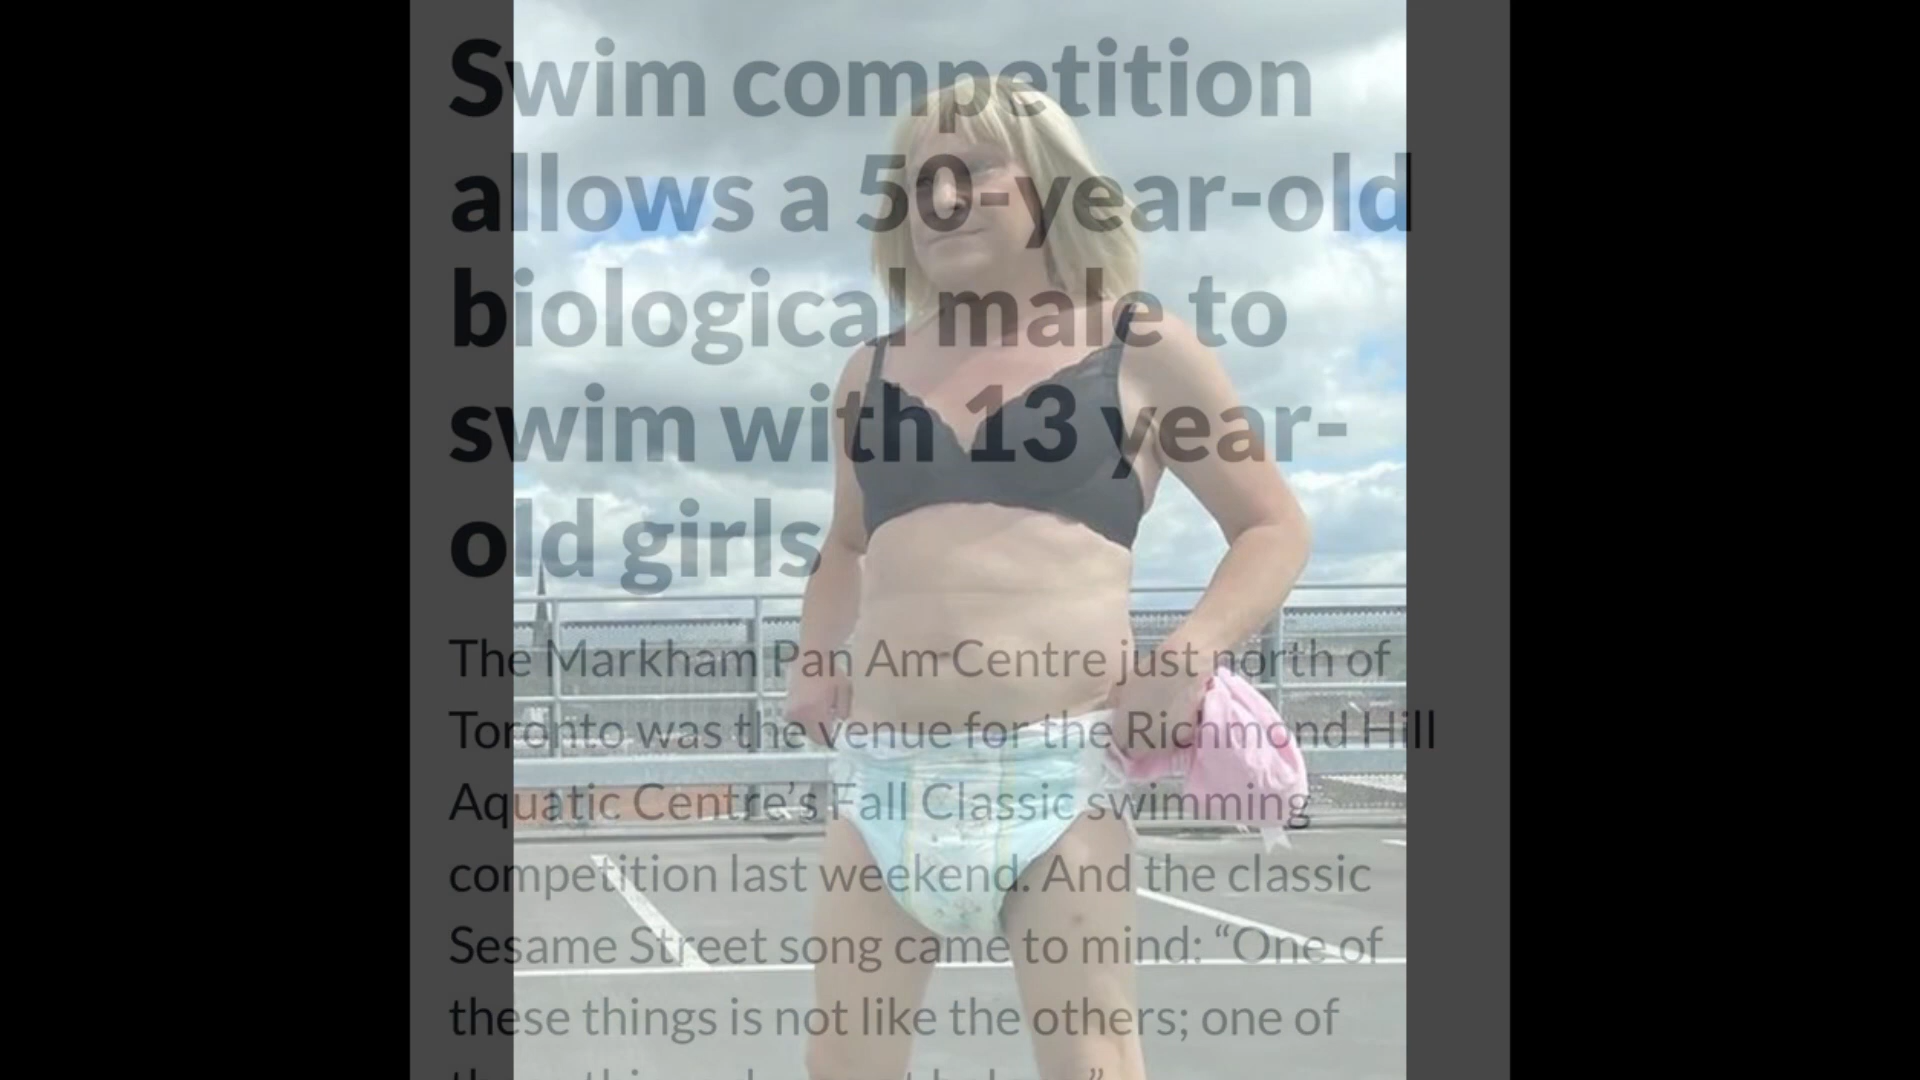 Swim competition
allows a 50-year-old
biological male to
swim with 13 year-
old girls
The Markham Pan Am Centre just north of
Toronto was the venue for the Richmond Hill
Aquatic Centre’s Fall Classic swimming
competition last weekend. And the classic
Sesame Street song came to mind: “One of
these things is not like the others; one of